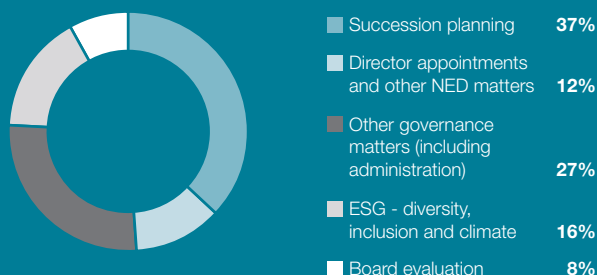 Succession planning 37%
Director appointments
and other NED matters 12%
Other governance
matters (including
administration) 27%
ESG - diversity,
inclusion and climate 16%
Board evaluation 8%